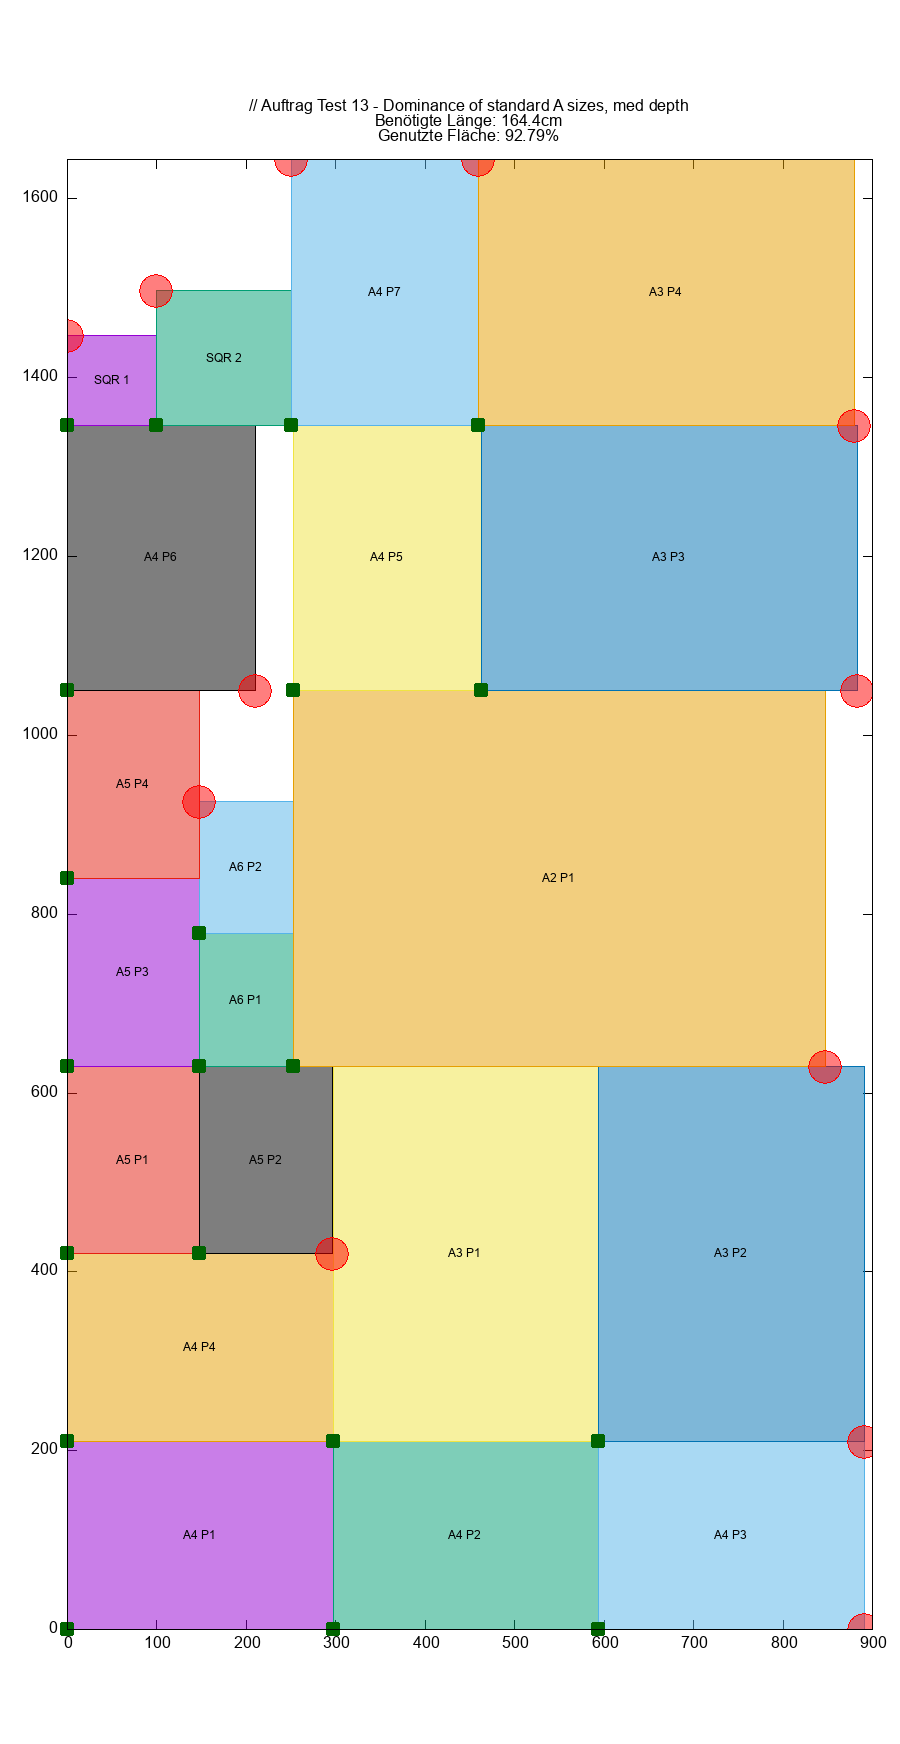 // Auftrag Test 13 - Dominance of standard A sizes, med depth
Benötigte Länge: 164.4cm
Genutzte Fläche: 92.79%
1600
A4 P7
A3 P4
SQR 2
1400
SQR 1
1200
A4 P6
A4 P5
A3 P3
1000
A5 P4
A6 P2
A2 P1
800
A5 P3
A6 P1
600
A5 P1
A5 P2
400
A3 P1
A3 P2
A4 P4
200
A4 P1
A4 P2
A4 P3
0
0 100 200 300 400 500 600 700 800 900